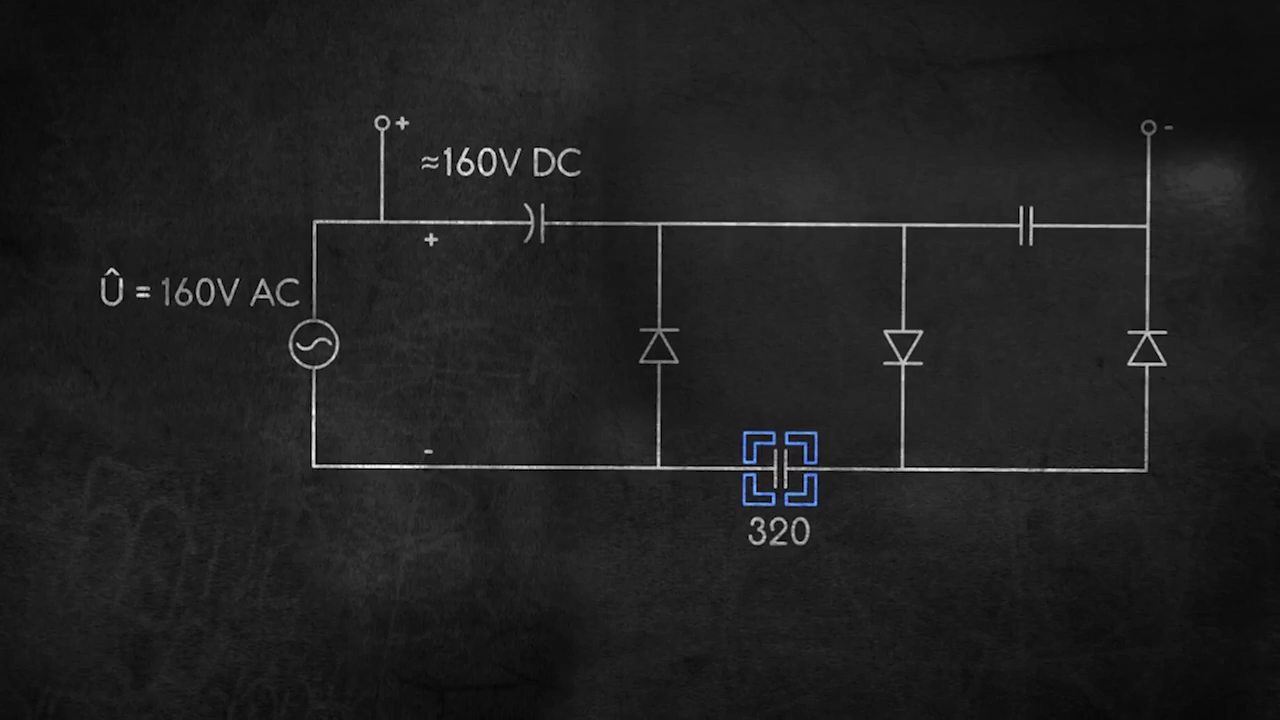 +
-
≈160V DC
+
Û = 160V AC
-
320